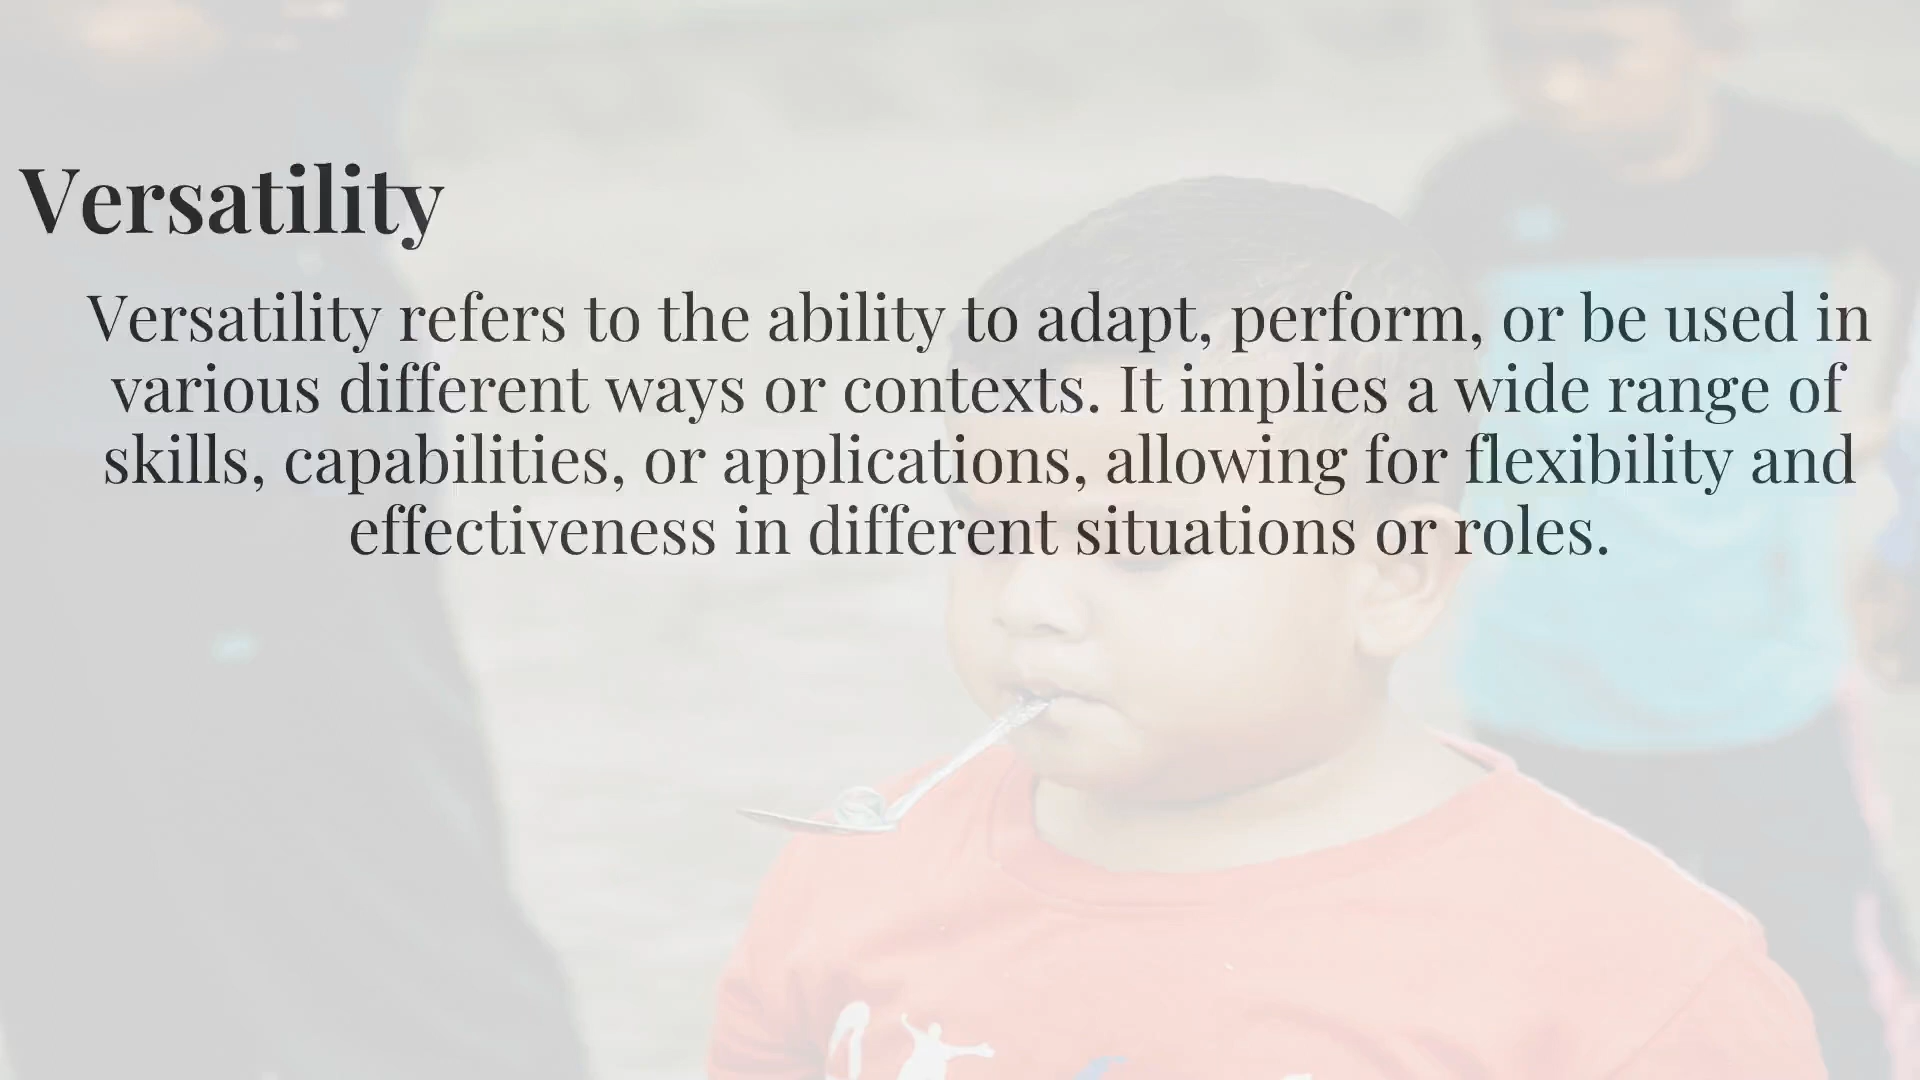 Versatility
Versatility refers to the ability to adapt, perform, or be used in
various different ways or contexts. It implies a wide range of
skills, capabilities, or applications, allowing for flexibility and
effectiveness in different situations or roles.